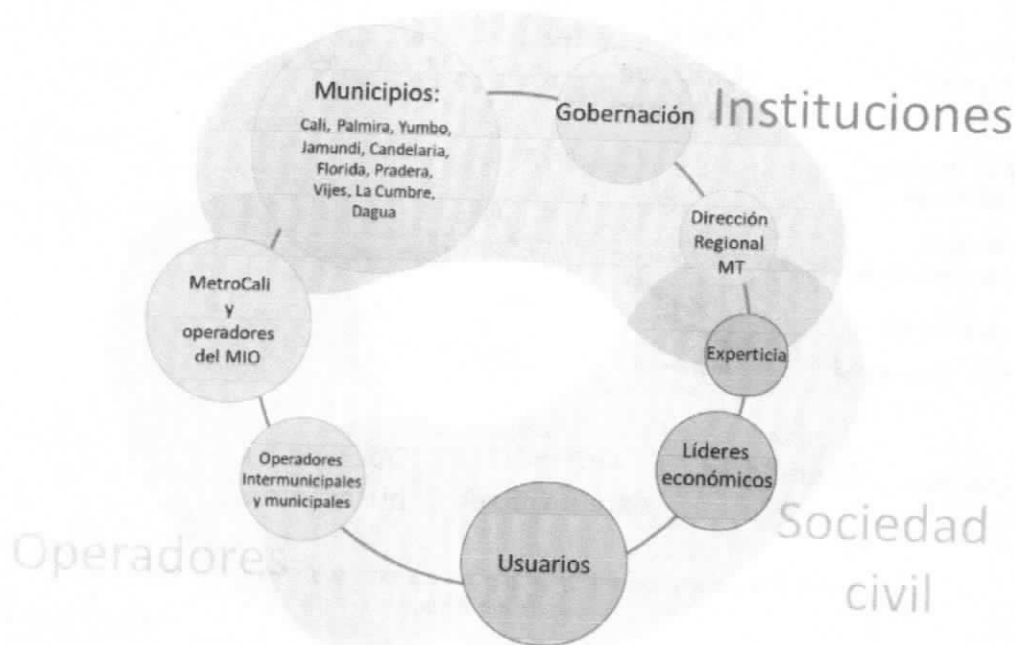 Municipios:
Cali, Palmira, Yumbo,
Jamundí, Candelaria,
Florida, Pradera,
Vijes, La Cumbre,
Dagua
Gobernación
Instituciones
Dirección
Regional
MT
MetroCali
y
operadores
del MIO
Experticia
Líderes
económicos
Operadores
Intermunicipales
y municipales
Usuarios
Sociedad
civil
Operadores